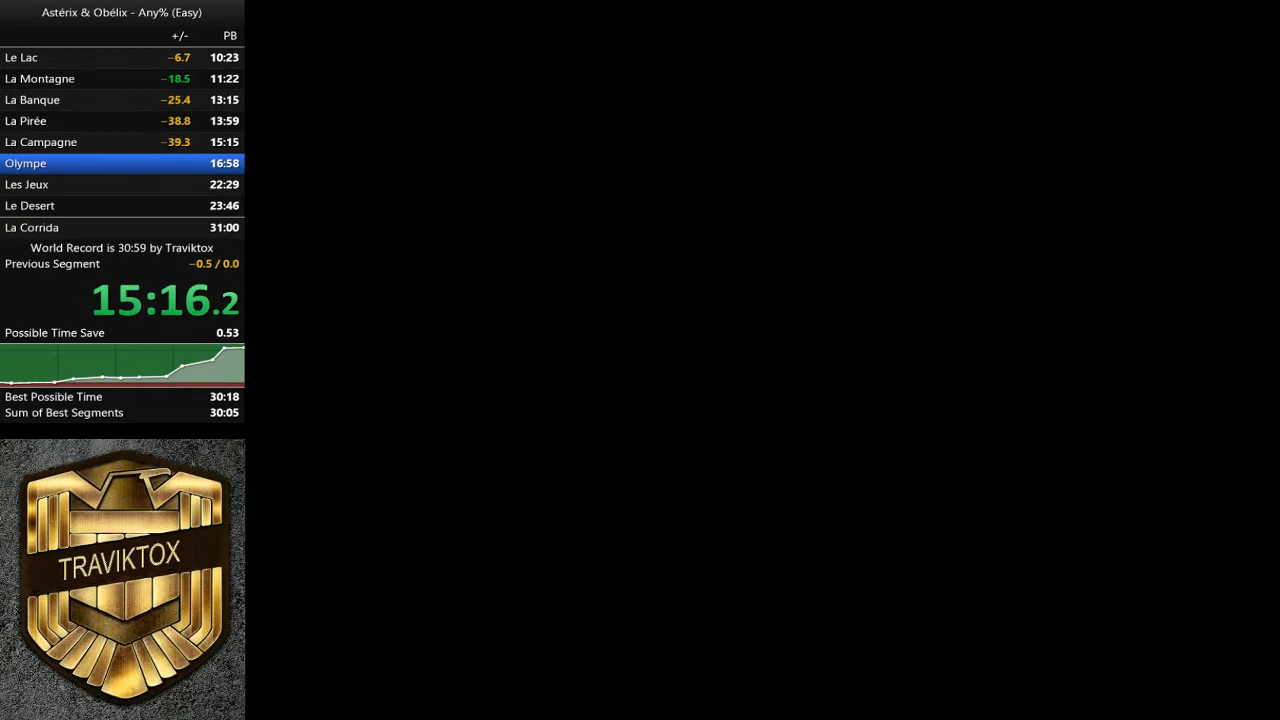 Astérix & Obélix - Any% (Easy)
+/- PB
Le Lac −6.7 10:23
La Montagne −18.5 11:22
La Banque −25.4 13:15
La Pirée −38.8 13:59
La Campagne −39.3 15:15
Olympe 16:58
Les Jeux 22:29
Le Desert 23:46
La Corrida 31:00
World Record is 30:59 by Traviktox
Previous Segment −0.5 / 0.0
15:16.2
Possible Time Save 0.53
Best Possible Time 30:18
Sum of Best Segments 30:05
TRAVIKTOX